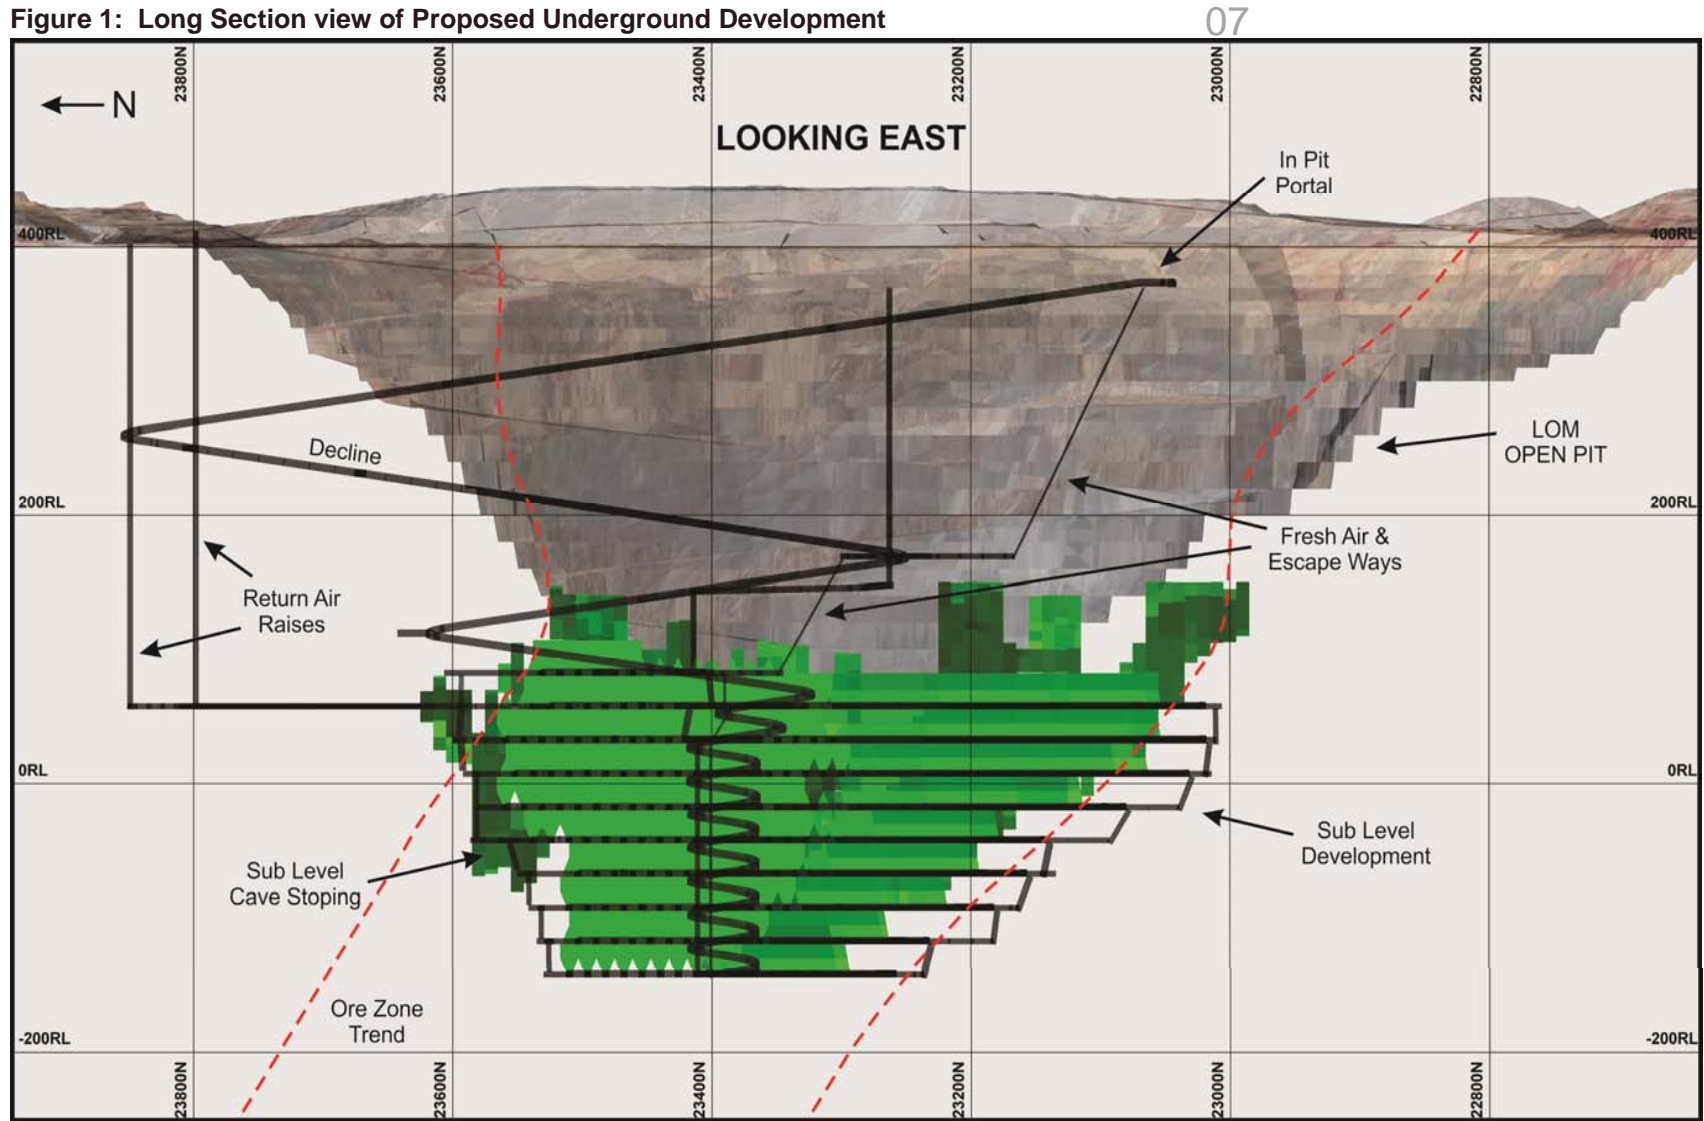 Figure 1: Long Section view of Proposed Underground Development
07
23800N
23600N
23400N
23200N
23000N
22800N
N
LOOKING EAST
In Pit
Portal
400RL
400RL
Decline
LOM
OPEN PIT
200RL
200RL
Fresh Air &
Escape Ways
Return Air
Raises
0RL
0RL
Sub Level
Development
Sub Level
Cave Stoping
Ore Zone
Trend
-200RL
-200RL
23800N
23600N
23400N
23200N
23000N
22800N